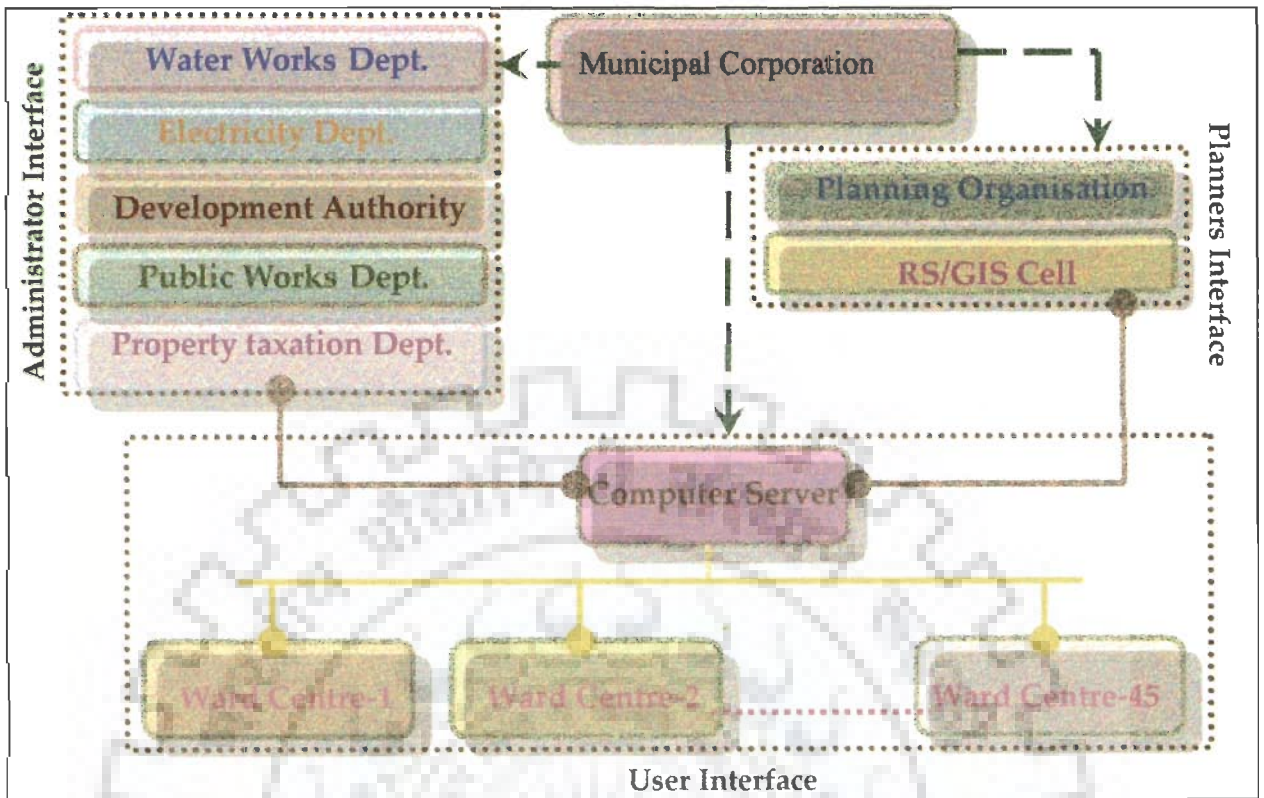 Administrator Interface
Water Works Dept.
Electricity Dept.
Development Authority
Public Works Dept.
Property taxation Dept.
Municipal Corporation
Planning Organisation
RS/GIS Cell
Planners Interface
Computer Server
Ward Centre-1
Ward Centre-2
Ward Centre-45
User Interface